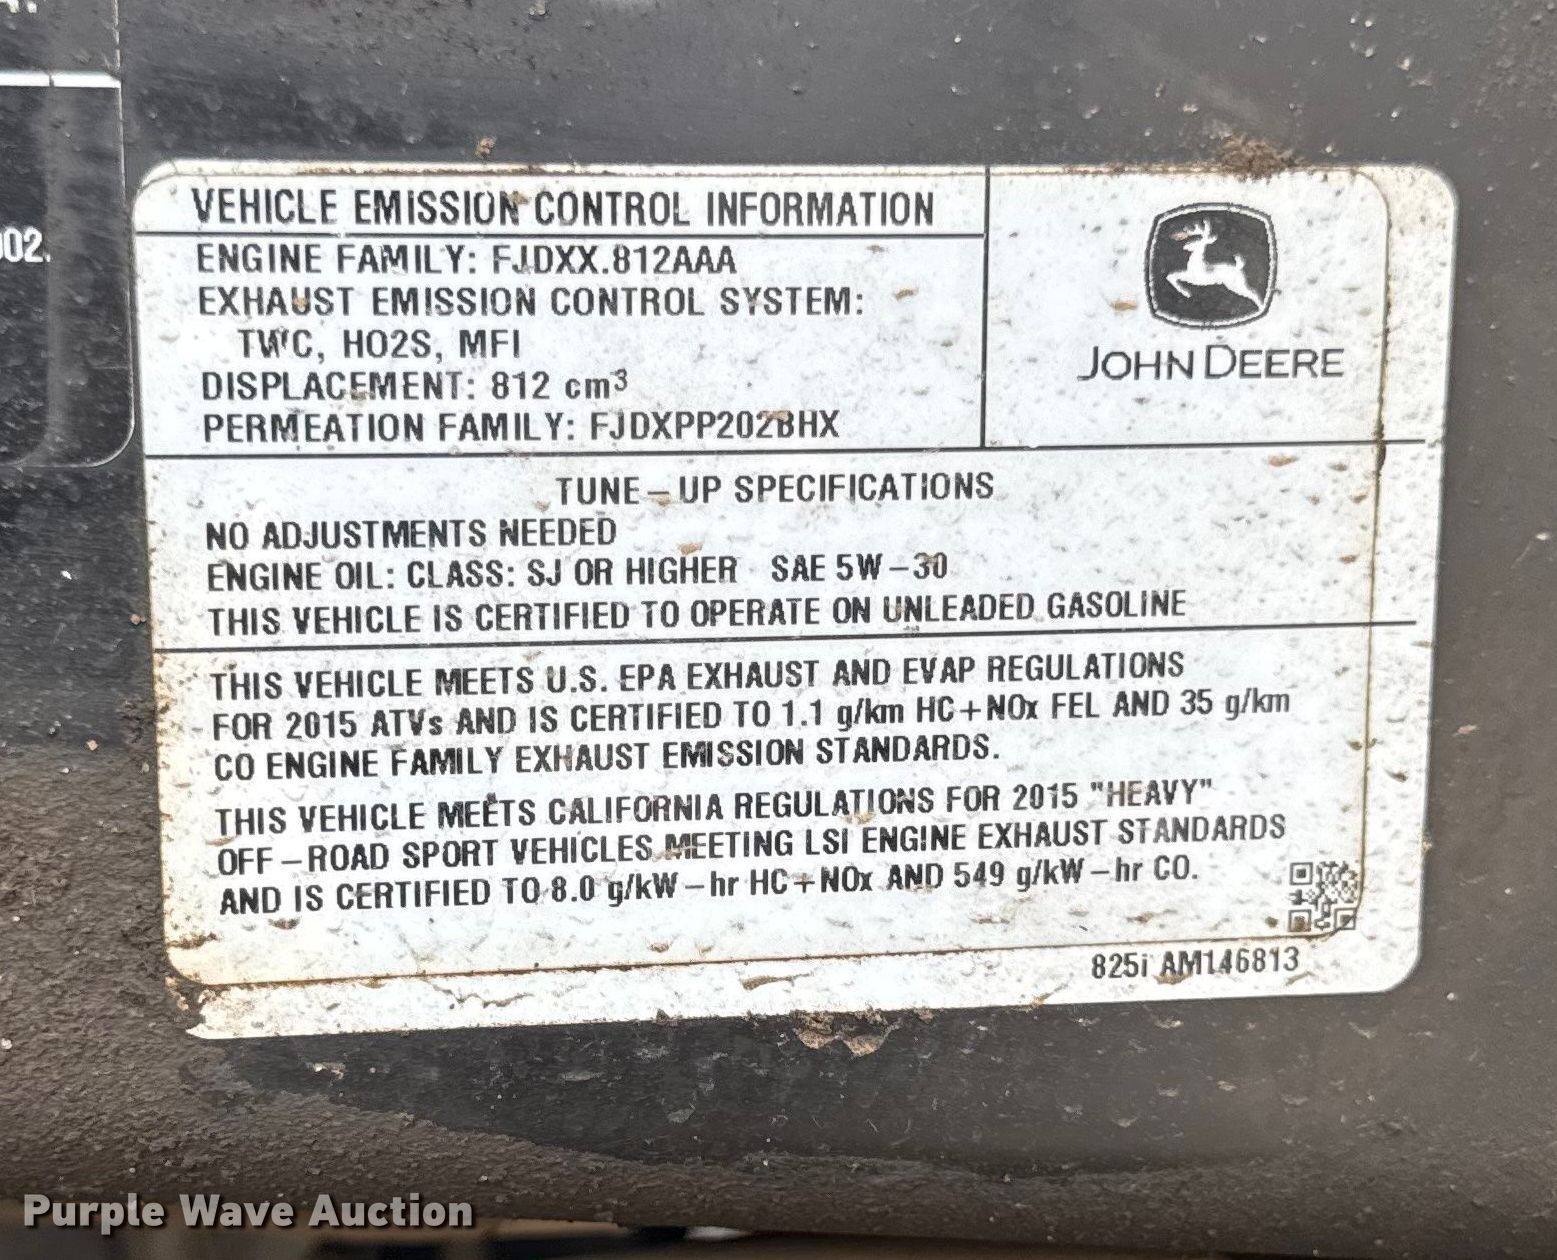 002.
VEHICLE EMISSION CONTROL INFORMATION
ENGINE FAMILY: FJDXX.812AAA
EXHAUST EMISSION CONTROL SYSTEM:
TWC, HO2S, MFI
DISPLACEMENT: 812 cm³
PERMEATION FAMILY: FJDXPP202BHX
JOHN DEERE
TUNE-UP SPECIFICATIONS
NO ADJUSTMENTS NEEDED
ENGINE OIL: CLASS: SJ OR HIGHER SAE 5W-30
THIS VEHICLE IS CERTIFIED TO OPERATE ON UNLEADED GASOLINE
THIS VEHICLE MEETS U.S. EPA EXHAUST AND EVAP REGULATIONS
FOR 2015 ATVs AND IS CERTIFIED TO 1.1 g/km HC+NOx FEL AND 35 g/km
CO ENGINE FAMILY EXHAUST EMISSION STANDARDS.
THIS VEHICLE MEETS CALIFORNIA REGULATIONS FOR 2015 "HEAVY"
OFF-ROAD SPORT VEHICLES MEETING LSI ENGINE EXHAUST STANDARDS
AND IS CERTIFIED TO 8.0 g/kW-hr HC+NOx AND 549 g/kW-hr CO.
825i AM146813
Purple Wave Auction